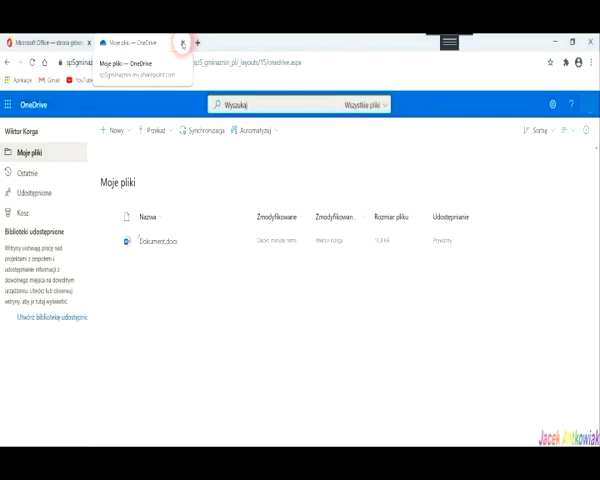 Microsoft Office — strona główna
Moje pliki — OneDrive
Moje pliki — OneDrive
sp5gminaznin-my.sharepoint.com
sp5gminaznin
sp5_gminaznin_pl/_layouts/15/onedrive.aspx
Aplikacje
Gmail
YouTube
OneDrive
Wyszukaj
Wszystkie pliki
?
Wiktor Korga
+ Nowy
Przekaż
Synchronizacja
Automatyzuj
Sortuj
Moje pliki
Ostatnie
Udostępnione
Kosz
Biblioteki udostępnione
Witryny ułatwiają pracę nad
projektami z zespołem i
udostępnianie informacji z
dowolnego miejsca na dowolnym
urządzeniu. Utwórz lub obserwuj
witryny, aby je tutaj wyświetlić.
Utwórz bibliotekę udostępnić
Moje pliki
Nazwa
Zmodyfikowane
Zmodyfikowan...
Rozmiar pliku
Udostępnianie
Dokument.docx
Wiktor Korga
Prywatny
Jacek Antkowiak